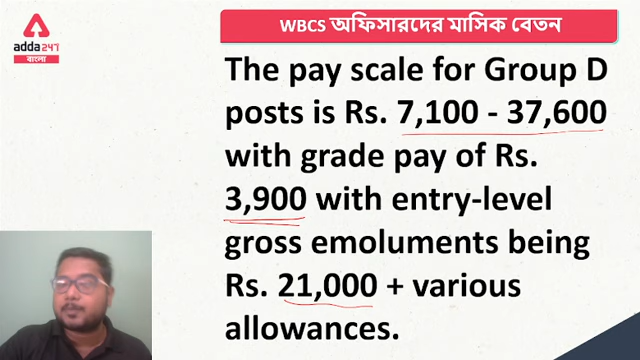 WBCS অফিসারদের মাসিক বেতন
adda247
বাংলা
The pay scale for Group D
posts is Rs. 7,100 - 37,600
with grade pay of Rs.
3,900 with entry-level
gross emoluments being
Rs. 21,000 + various
allowances.